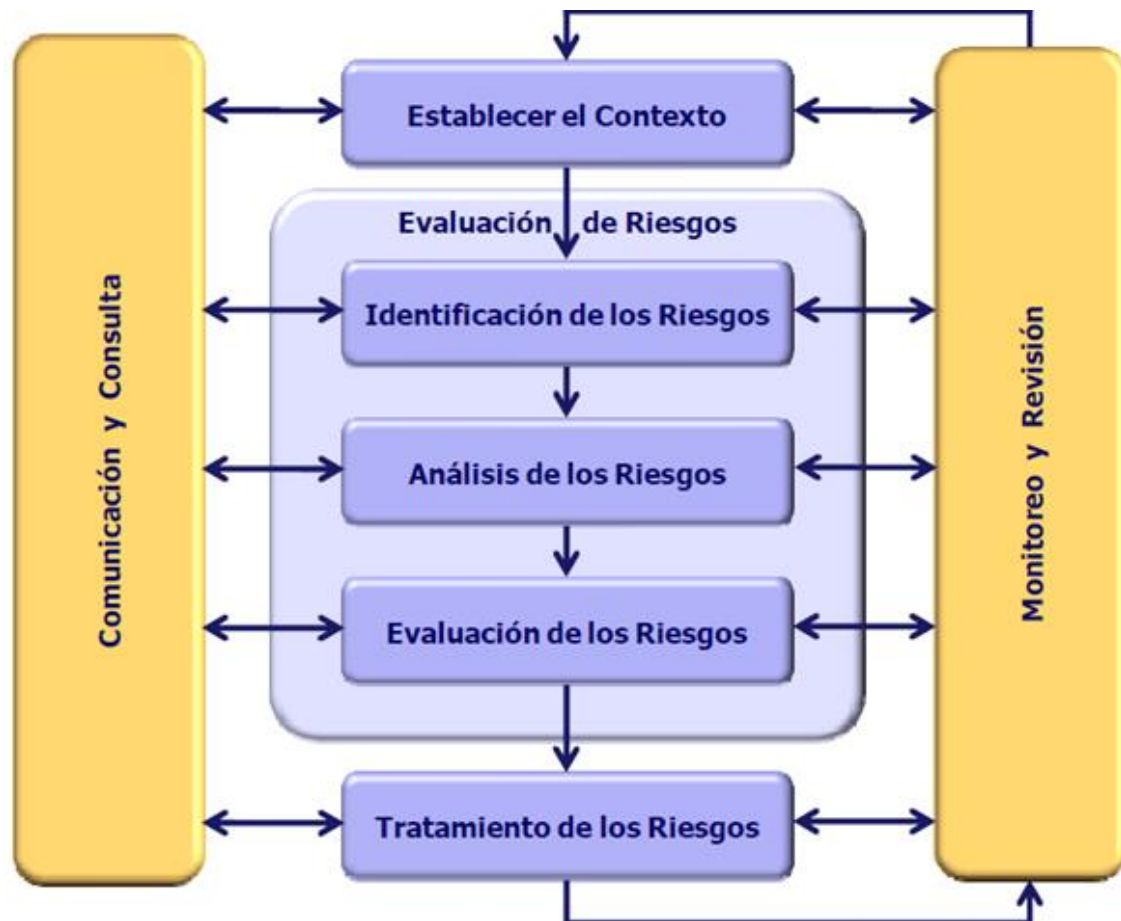 Establecer el Contexto
Evaluación de Riesgos
Identificación de los Riesgos
Análisis de los Riesgos
Evaluación de los Riesgos
Tratamiento de los Riesgos
Comunicación y Consulta
Monitoreo y Revisión